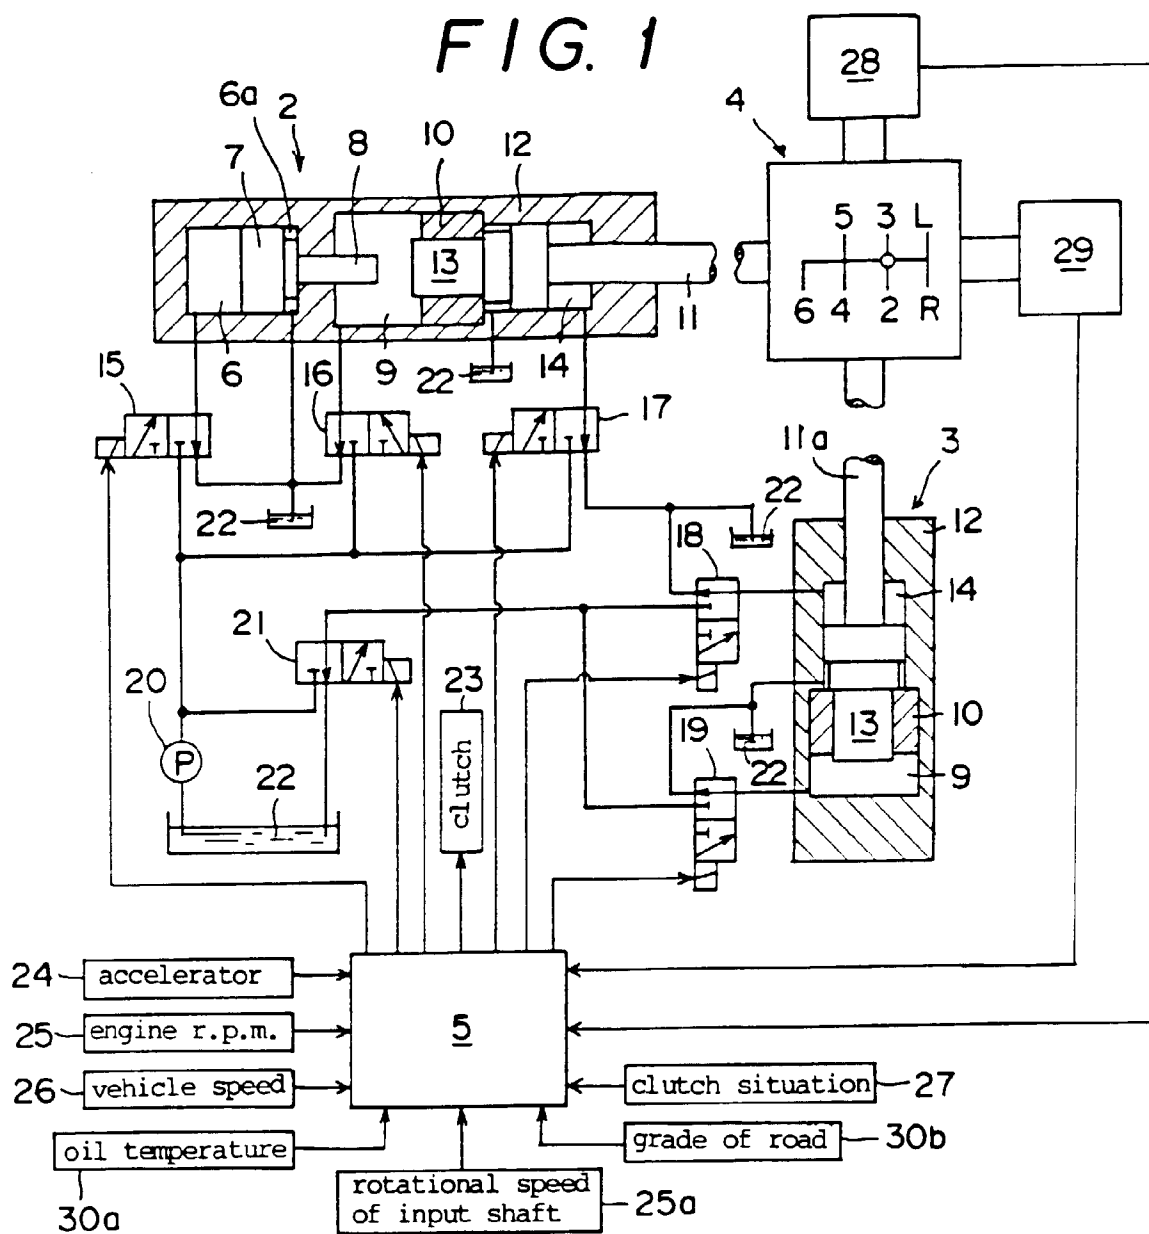 FIG. 1
28
6a
2
10
12
4
7
8
5 3 L
13
29
6 4 2 R
11
15
6
16
9
22
14
17
11a
3
22
22
12
18
14
21
20
23
P
19
13
10
22
9
22
clutch
24 accelerator
25 engine r.p.m.
5
26 vehicle speed
clutch situation 27
oil temperature
grade of road 30b
30a
rotational speed
of input shaft
25a